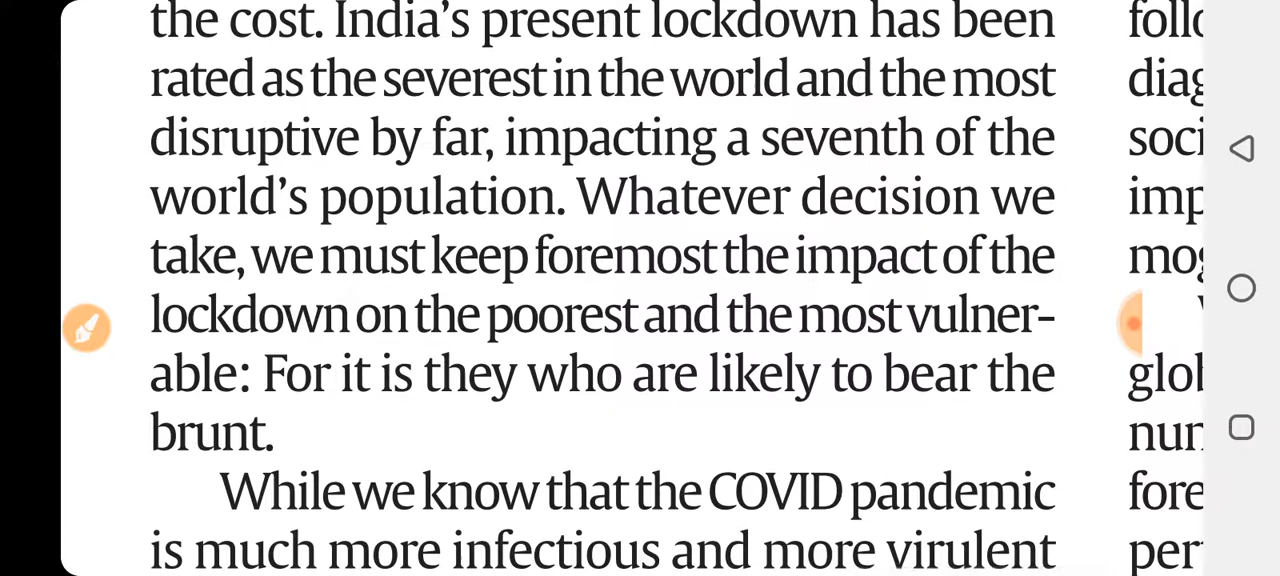 the cost. India’s present lockdown has been
rated as the severest in the world and the most
disruptive by far, impacting a seventh of the
world’s population. Whatever decision we
take, we must keep foremost the impact of the
lockdown on the poorest and the most vulner-
able: For it is they who are likely to bear the
brunt.
While we know that the COVID pandemic
is much more infectious and more virulent